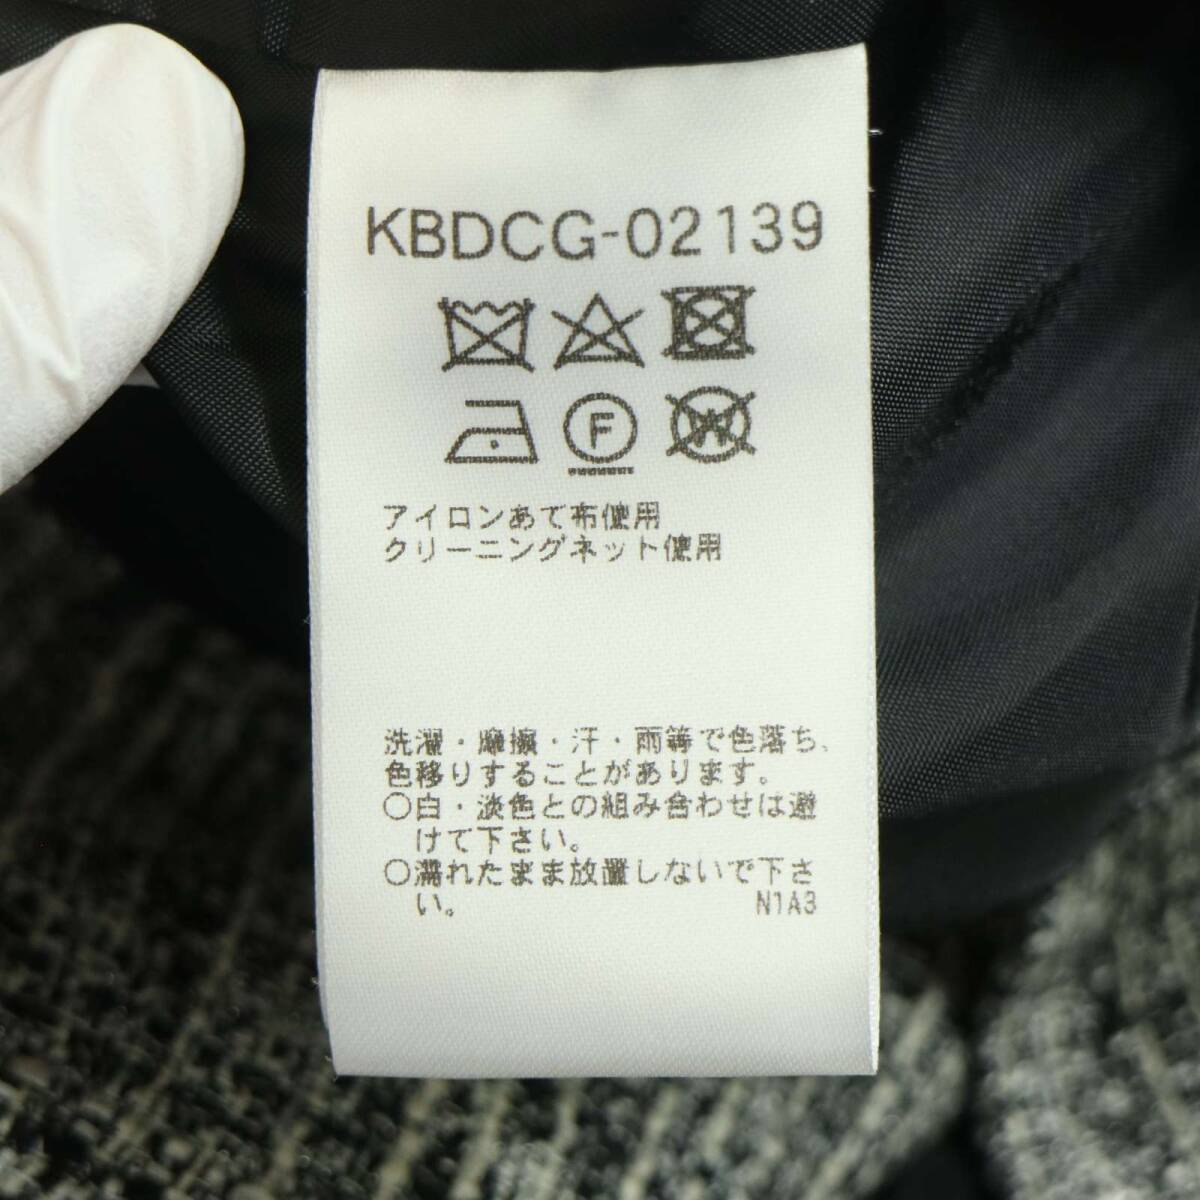 KBDCG-02139
F
W
アイロンあて布使用
クリーニングネット使用
洗濯・摩擦・汗・雨等で色落ち、
色移りすることがあります。
○白・淡色との組み合わせは避
けて下さい。
○濡れたまま放置しないで下さ
い。 N1A3